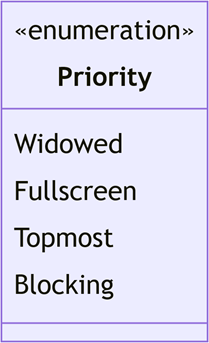 «enumeration»
Priority
Widowed
Fullscreen
Topmost
Blocking